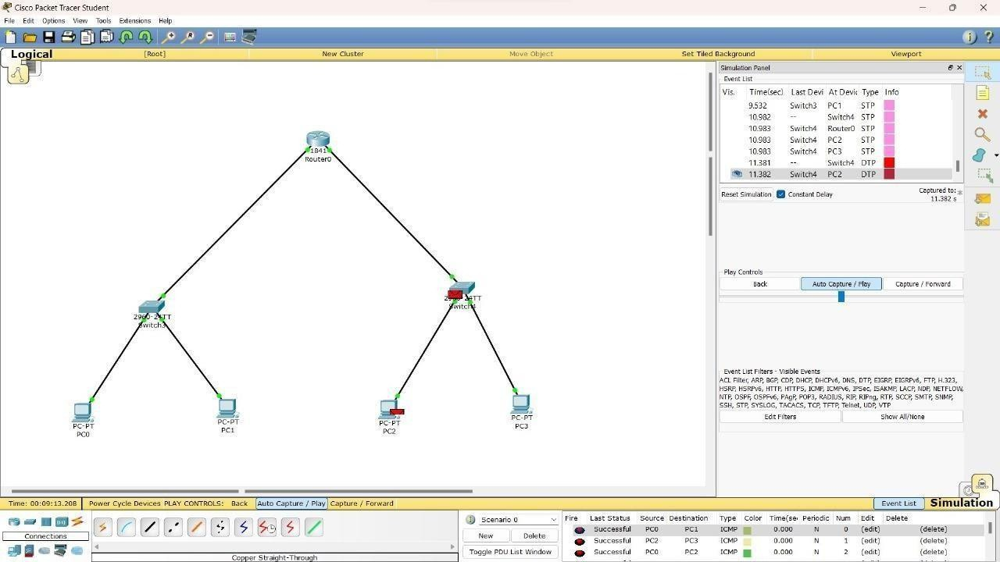 Cisco Packet Tracer Student
File Edit Options View Tools Extensions Help
Logical [Root] New Cluster Move Object Set Tiled Background Viewport
Simulation Panel
Event List
Vis. Time(sec) Last Devi At Devic Type Info
9.532 Switch3 PC1 STP
10.982 -- Switch4 STP
10.983 Switch4 Router0 STP
10.983 Switch4 PC2 STP
10.983 Switch4 PC3 STP
11.381 -- Switch4 DTP
11.382 Switch4 PC2 DTP
Reset Simulation Constant Delay Captured to: *
11.382 s
Play Controls
Back Auto Capture / Play Capture / Forward
Event List Filters - Visible Events
ACL Filter, ARP, BGP, CDP, DHCP, DHCPv6, DNS, DTP, EIGRP, EIGRPv6, FTP, H.323,
HSRP, HSRPv6, HTTP, HTTPS, ICMP, ICMPv6, IPSec, ISAKMP, LACP, NDP, NETFLOW,
NTP, OSPF, OSPFv6, PAgP, POP3, RADIUS, RIP, RIPng, RTP, SCCP, SMTP, SNMP,
SSH, STP, SYSLOG, TACACS, TCP, TFTP, Telnet, UDP, VTP
Edit Filters Show All/None
1841
Router0
2960-24TT
Switch3
24TT
Switch4
PC-PT
PC0
PC-PT
PC1
PC-PT
PC2
PC-PT
PC3
Time: 00:09:13.208 Power Cycle Devices PLAY CONTROLS: Back Auto Capture / Play Capture / Forward Event List Simulation
Connections
Copper Straight-Through
Scenario 0
New Delete
Toggle PDU List Window
Fire Last Status Source Destination Type Color Time(se Periodic Num Edit Delete
Successful PC0 PC1 ICMP 0.000 N 0 (edit) (delete)
Successful PC2 PC3 ICMP 0.000 N 1 (edit) (delete)
Successful PC0 PC2 ICMP 0.000 N 2 (edit) (delete)